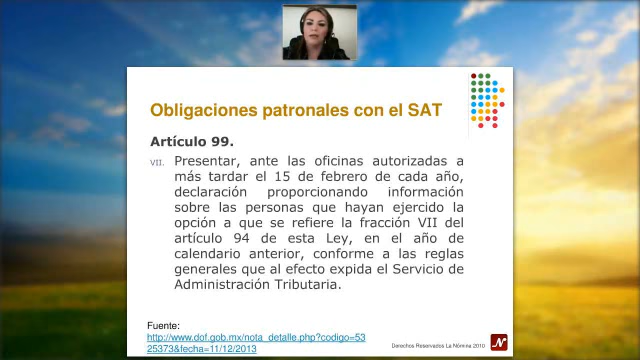 Obligaciones patronales con el SAT
Artículo 99.
VII. Presentar, ante las oficinas autorizadas a
más tardar el 15 de febrero de cada año,
declaración proporcionando información
sobre las personas que hayan ejercido la
opción a que se refiere la fracción VII del
artículo 94 de esta Ley, en el año de
calendario anterior, conforme a las reglas
generales que al efecto expida el Servicio de
Administración Tributaria.
Fuente:
http://www.dof.gob.mx/nota_detalle.php?codigo=53
25373&fecha=11/12/2013
Derechos Reservados La Nómina 2010
N